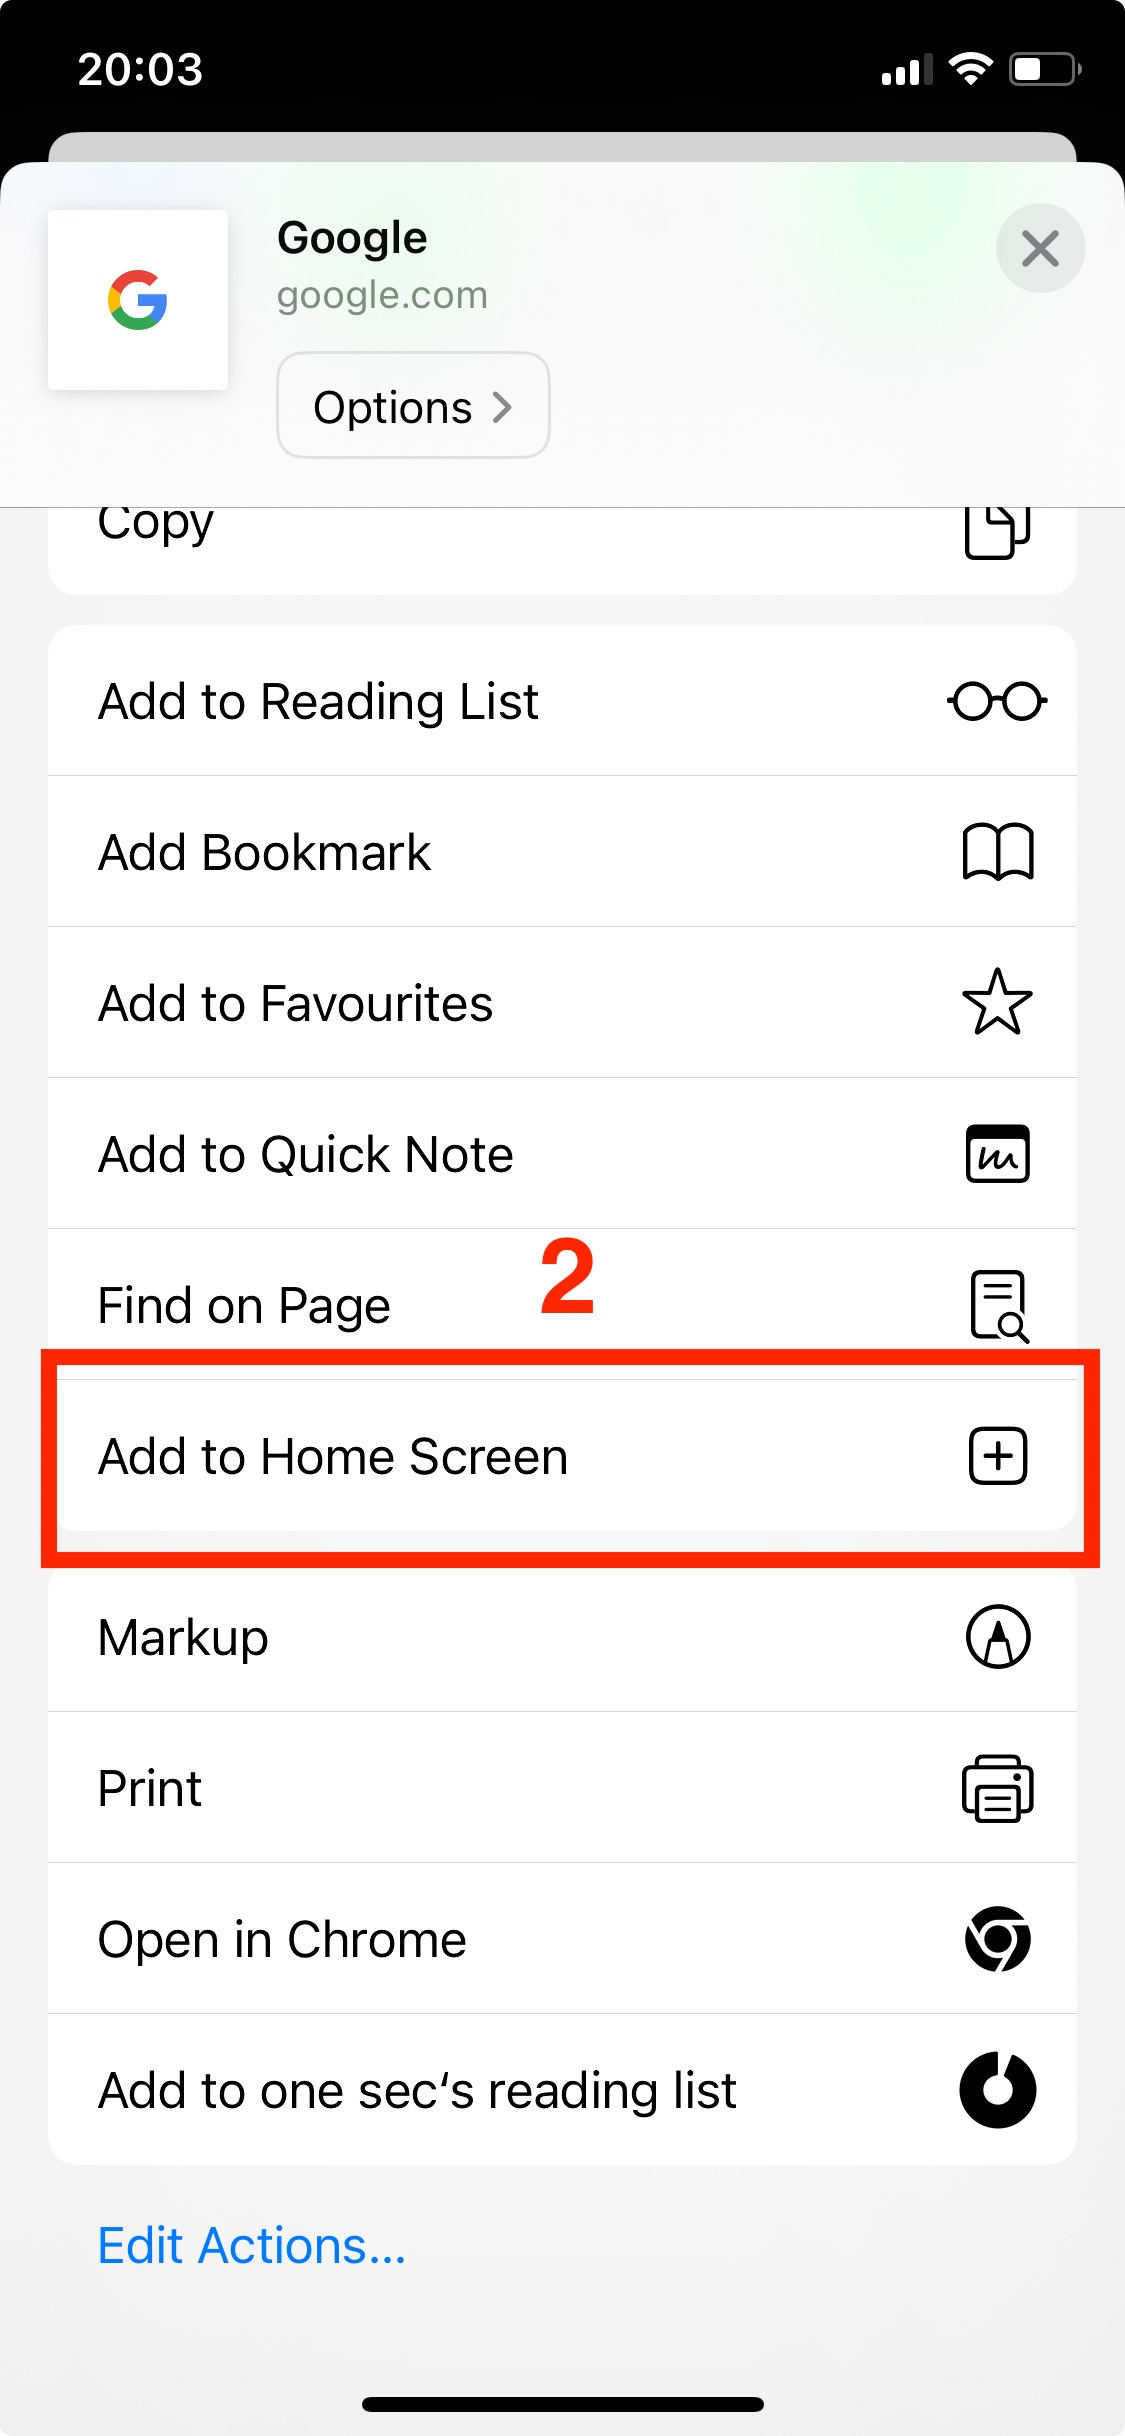 20:03
Google
google.com
Options
Copy
Add to Reading List
Add Bookmark
Add to Favourites
Add to Quick Note
Find on Page
2
Add to Home Screen
Markup
Print
Open in Chrome
Add to one sec‘s reading list
Edit Actions...